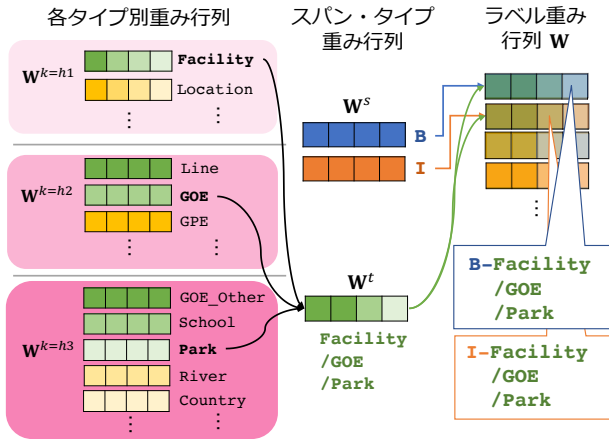 各タイプ別重み行列
スパン・タイプ
重み行列
ラベル重み
行列 W
W^{k=h1}
Facility
Location
⋮ ⋮
W^{k=h2}
Line
GOE
GPE
⋮ ⋮
W^{k=h3}
GOE_Other
School
Park
River
Country
⋮ ⋮
W^s
B
I
W^t
Facility
/GOE
/Park
⋮
B-Facility
/GOE
/Park
I-Facility
/GOE
/Park